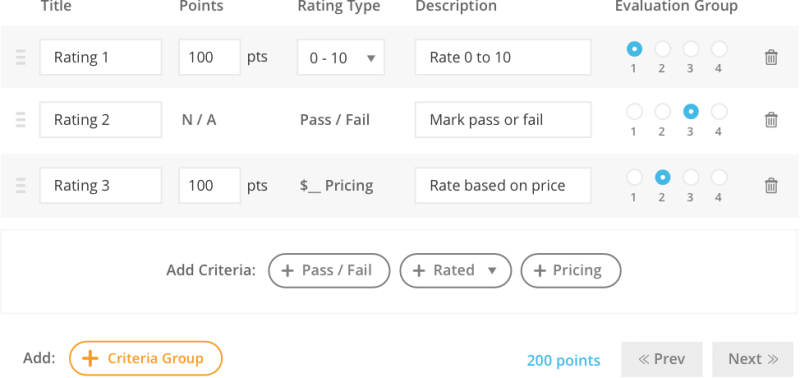 Title Points Rating Type Description Evaluation Group
Rating 1 100 pts 0 - 10 Rate 0 to 10 1 2 3 4
Rating 2 N / A Pass / Fail Mark pass or fail 1 2 3 4
Rating 3 100 pts $__ Pricing Rate based on price 1 2 3 4
Add Criteria: + Pass / Fail + Rated + Pricing
Add: + Criteria Group 200 points « Prev Next »